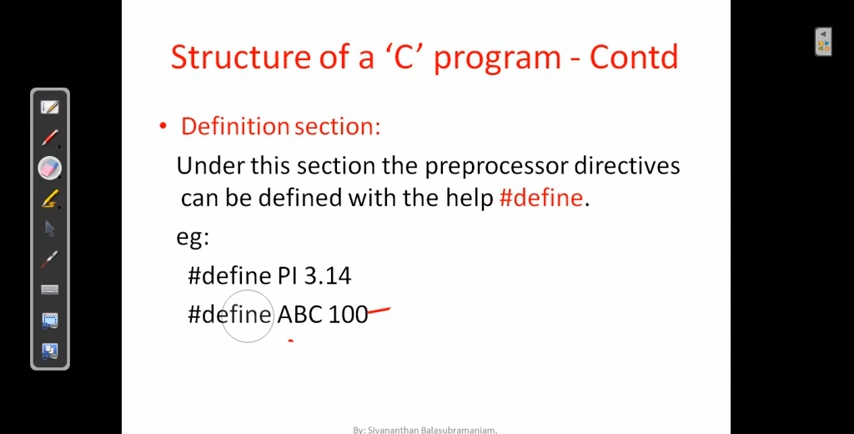 Structure of a ‘C’ program - Contd
• Definition section:
Under this section the preprocessor directives
can be defined with the help #define.
eg:
#define PI 3.14
#define ABC 100
By: Sivananthan Balasubramaniam,